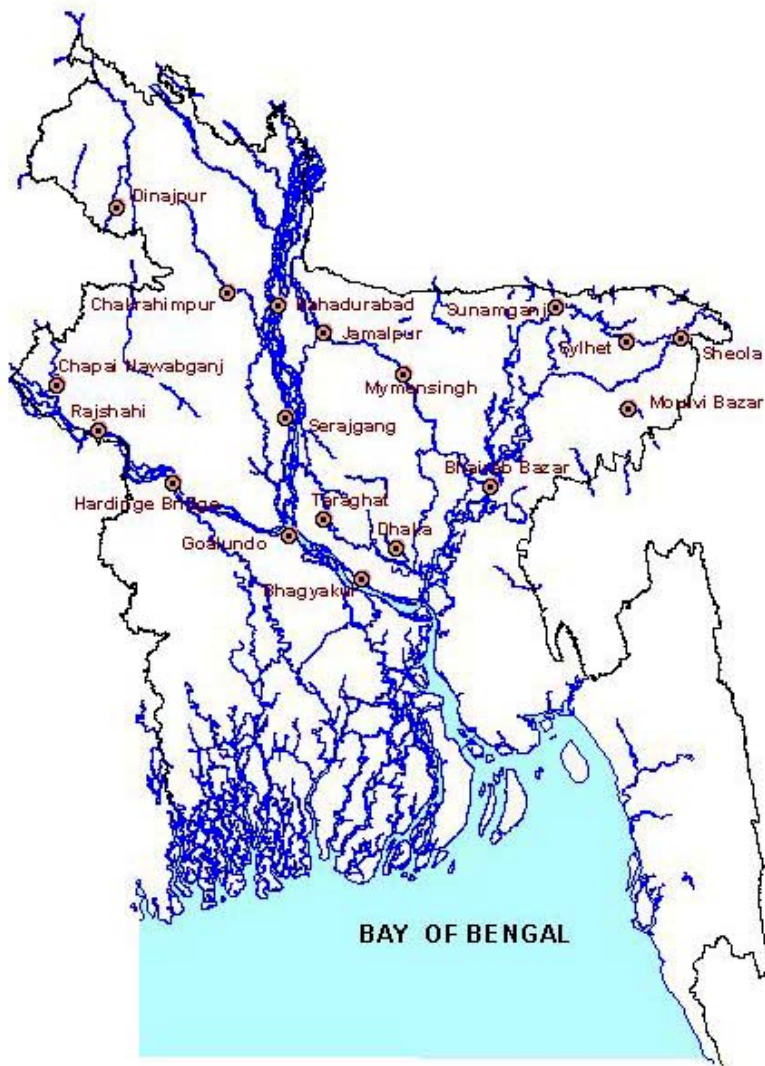 Dinajpur
Chakrahimpur
Bahadurabad
Sunamganj
Jamalpur
Sylhet
Sheola
Chapai Nawabganj
Mymensingh
Rajshahi
Moulvi Bazar
Serajgang
Bhairab Bazar
Hardinge Bridge
Taraghat
Goalundo
Dhaka
Bhagyakul
BAY OF BENGAL